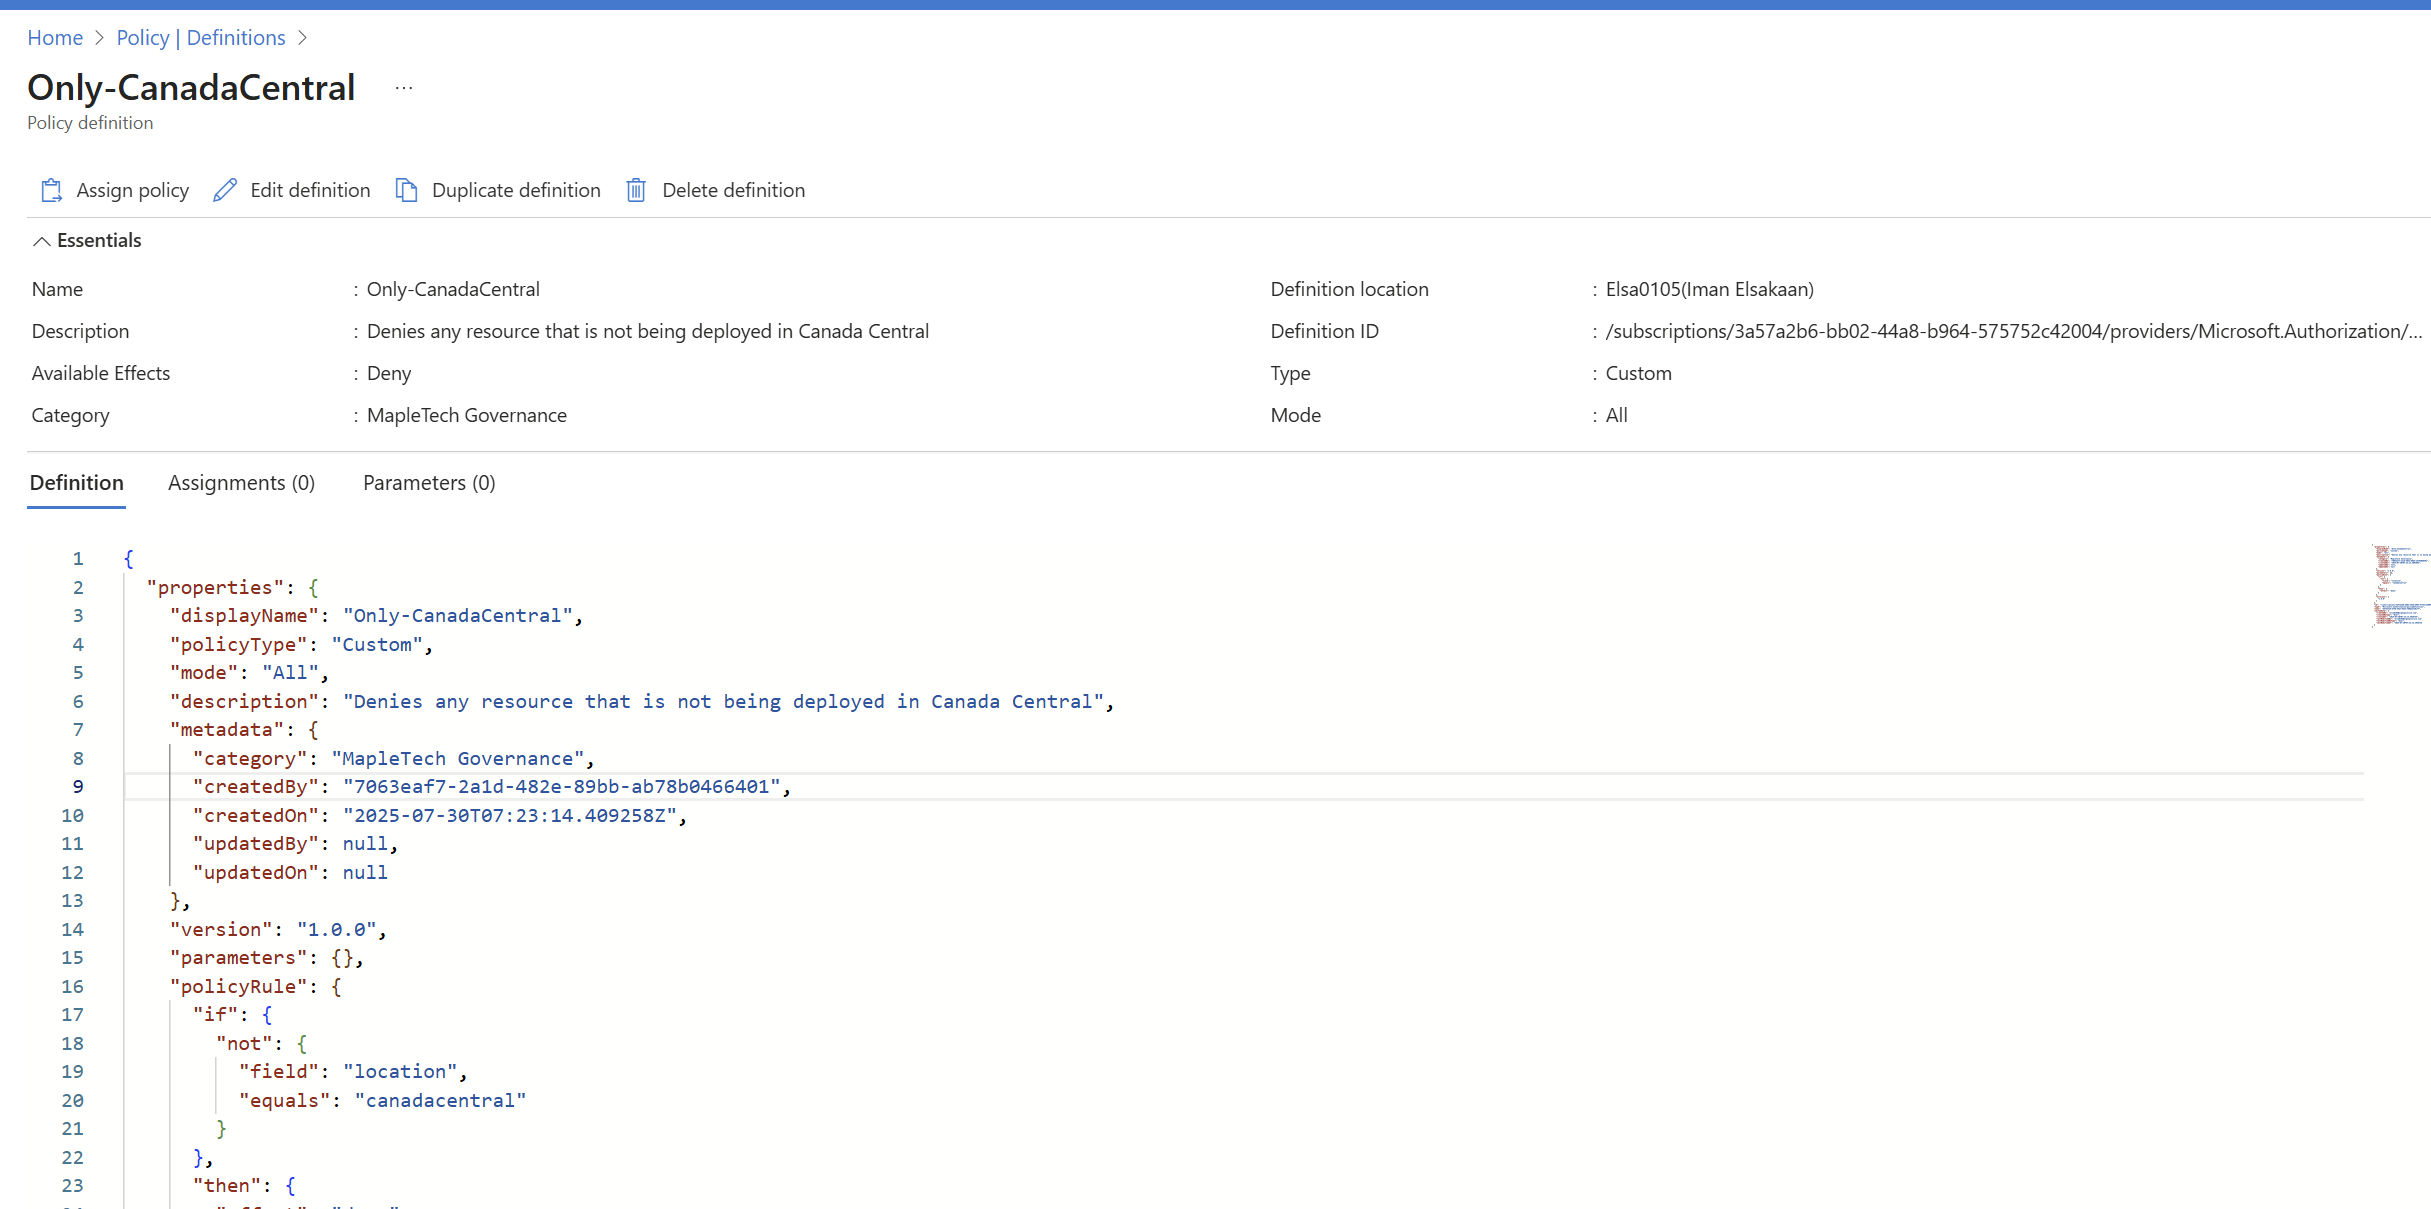 Home > Policy | Definitions >
Only-CanadaCentral ...
Policy definition
Assign policy Edit definition Duplicate definition Delete definition
Essentials
Name : Only-CanadaCentral Definition location : Elsa0105(Iman Elsakaan)
Description : Denies any resource that is not being deployed in Canada Central Definition ID : /subscriptions/3a57a2b6-bb02-44a8-b964-575752c42004/providers/Microsoft.Authorization/...
Available Effects : Deny Type : Custom
Category : MapleTech Governance Mode : All
Definition Assignments (0) Parameters (0)
1 {
2 "properties": {
3 "displayName": "Only-CanadaCentral",
4 "policyType": "Custom",
5 "mode": "All",
6 "description": "Denies any resource that is not being deployed in Canada Central",
7 "metadata": {
8 "category": "MapleTech Governance",
9 "createdBy": "7063eaf7-2a1d-482e-89bb-ab78b0466401",
10 "createdOn": "2025-07-30T07:23:14.409258Z",
11 "updatedBy": null,
12 "updatedOn": null
13 },
14 "version": "1.0.0",
15 "parameters": {},
16 "policyRule": {
17 "if": {
18 "not": {
19 "field": "location",
20 "equals": "canadacentral"
21 }
22 },
23 "then": {